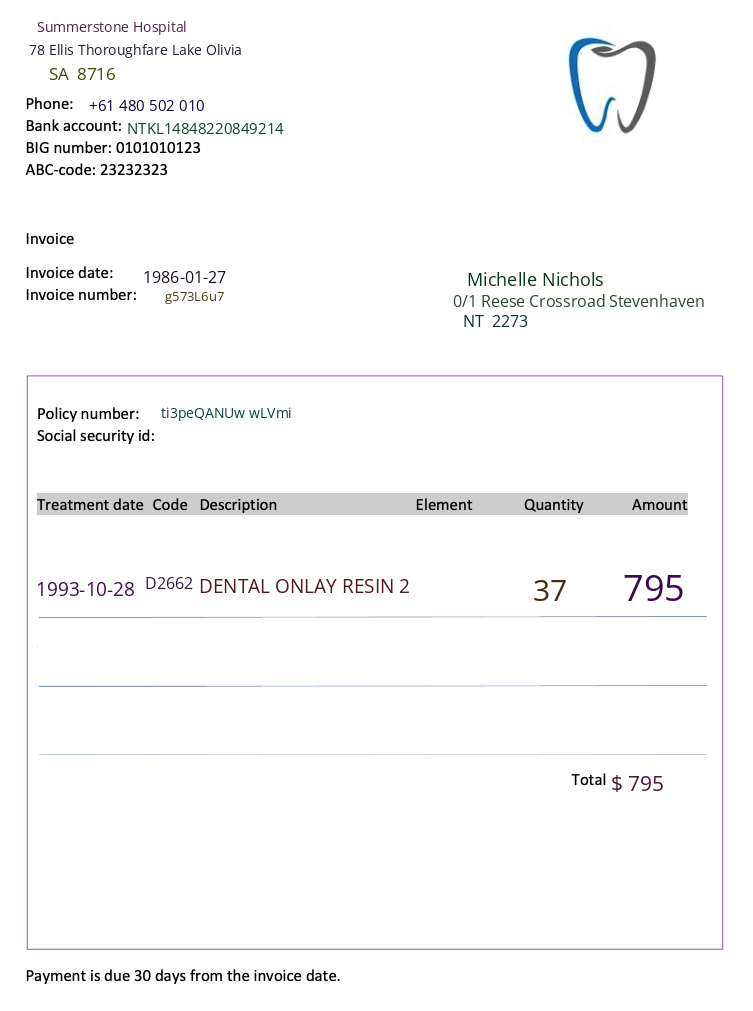 Summerstone Hospital
78 Ellis Thoroughfare Lake Olivia
SA 8716
Phone: +61 480 502 010
Bank account: NTKL14848220849214
BIG number: 0101010123
ABC-code: 23232323
Invoice
Invoice date: 1986-01-27
Invoice number: g573L6u7
Michelle Nichols
0/1 Reese Crossroad Stevenhaven
NT 2273
Policy number: ti3peQANUw wLVmi
Social security id:
Treatment date Code Description Element Quantity Amount
1993-10-28 D2662 DENTAL ONLAY RESIN 2 37 795
Total $ 795
Payment is due 30 days from the invoice date.